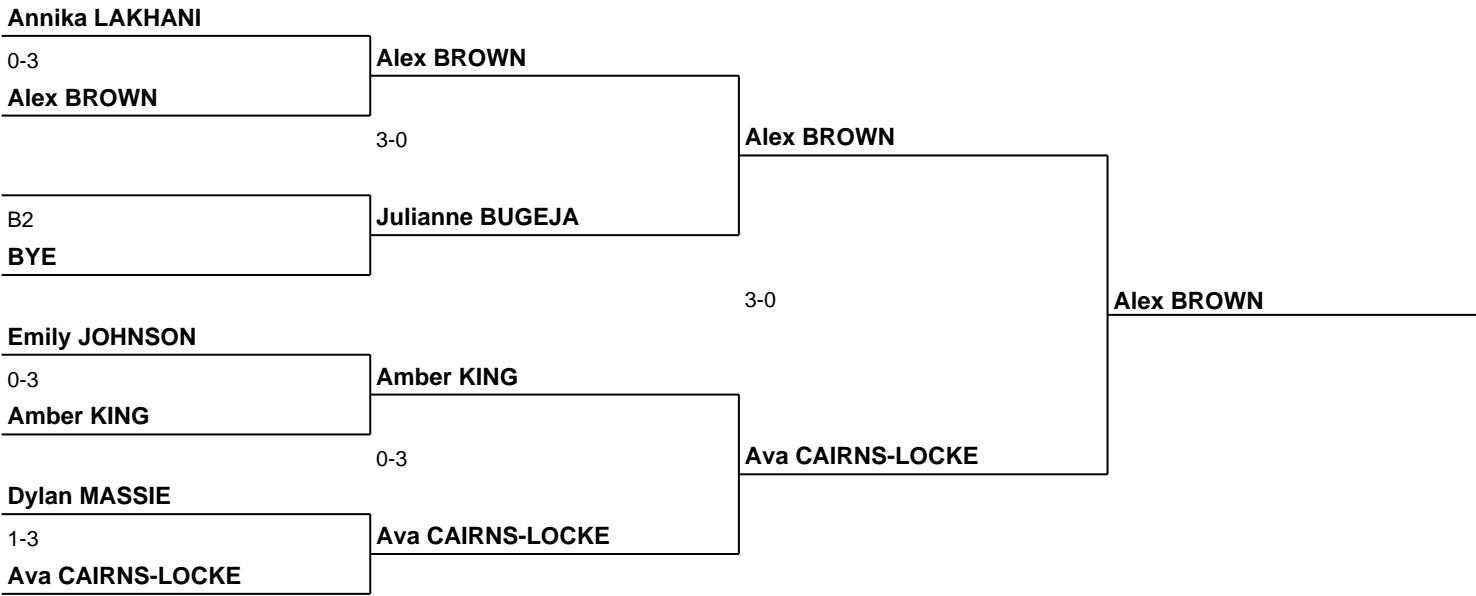 Annika LAKHANI
0-3
Alex BROWN
Alex BROWN
3-0
Alex BROWN
B2
BYE
Julianne BUGEJA
3-0
Alex BROWN
Emily JOHNSON
0-3
Amber KING
Amber KING
0-3
Ava CAIRNS-LOCKE
Dylan MASSIE
1-3
Ava CAIRNS-LOCKE
Ava CAIRNS-LOCKE